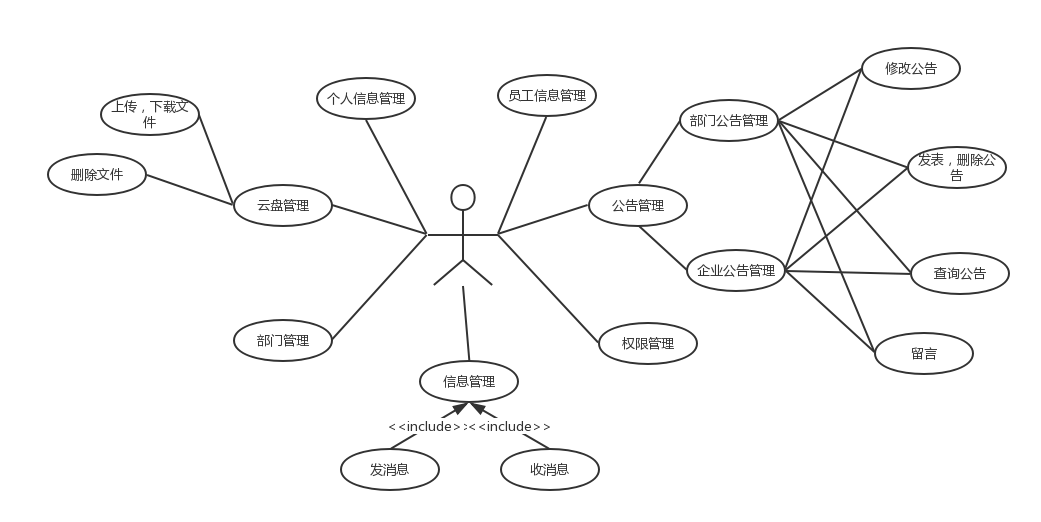 修改公告
个人信息管理
员工信息管理
上传，下载文
件
部门公告管理
发表，删除公
告
删除文件
云盘管理
公告管理
企业公告管理
查询公告
部门管理
权限管理
留言
信息管理
<<include>>
<<include>>
发消息
收消息